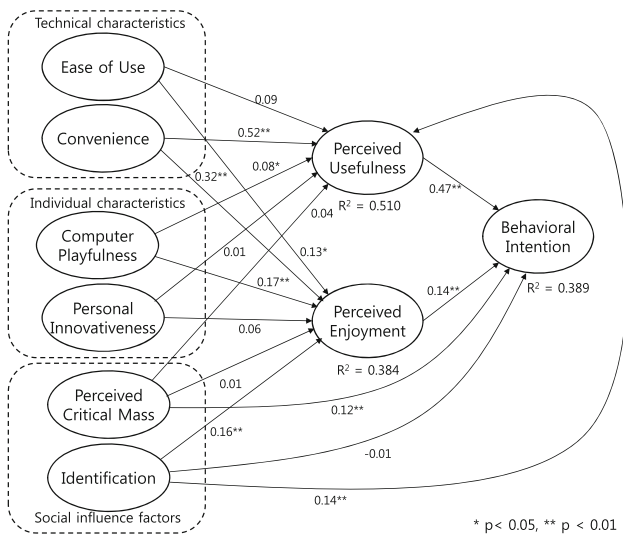 Technical characteristics
Ease of Use
Convenience
Individual characteristics
Computer
Playfulness
Personal
Innovativeness
Perceived
Critical Mass
Identification
Social influence factors
0.09
0.52**
0.32**
0.08*
0.04
0.01
0.13*
0.17**
0.06
0.01
0.16**
0.12**
-0.01
0.14**
Perceived
Usefulness
R² = 0.510
0.47**
Perceived
Enjoyment
R² = 0.384
0.14**
Behavioral
Intention
R² = 0.389
* p< 0.05, ** p < 0.01